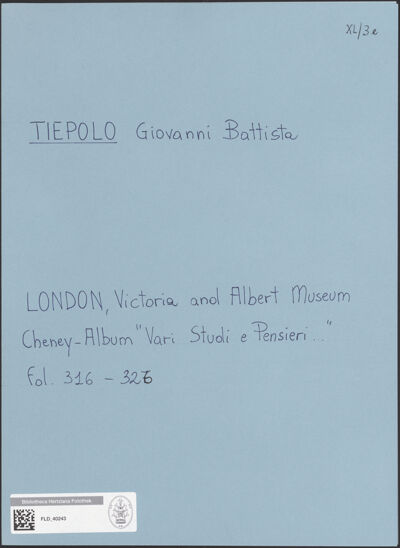 XL/3e
TIEPOLO Giovanni Battista
LONDON, Victoria and Albert Museum
Cheney-Album "Vari Studi e Pensieri..."
fol. 316 - 326
Bibliotheca Hertziana Fotothek
FLD_40243